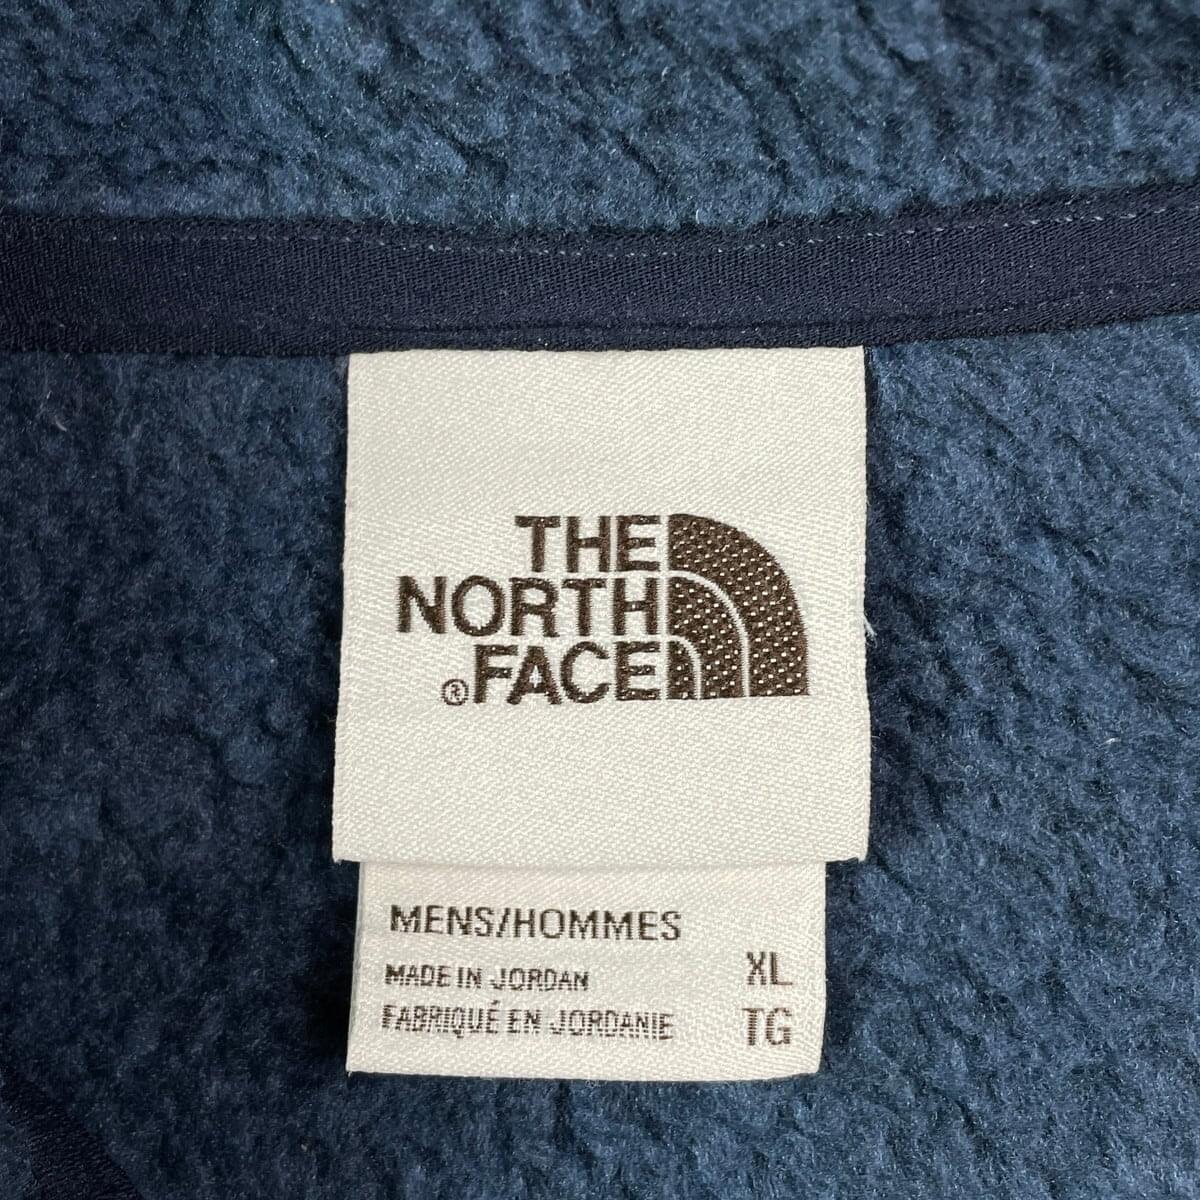 THE
NORTH
®FACE
MENS/HOMMES
MADE IN JORDAN XL
FABRIQUÉ EN JORDANIE TG